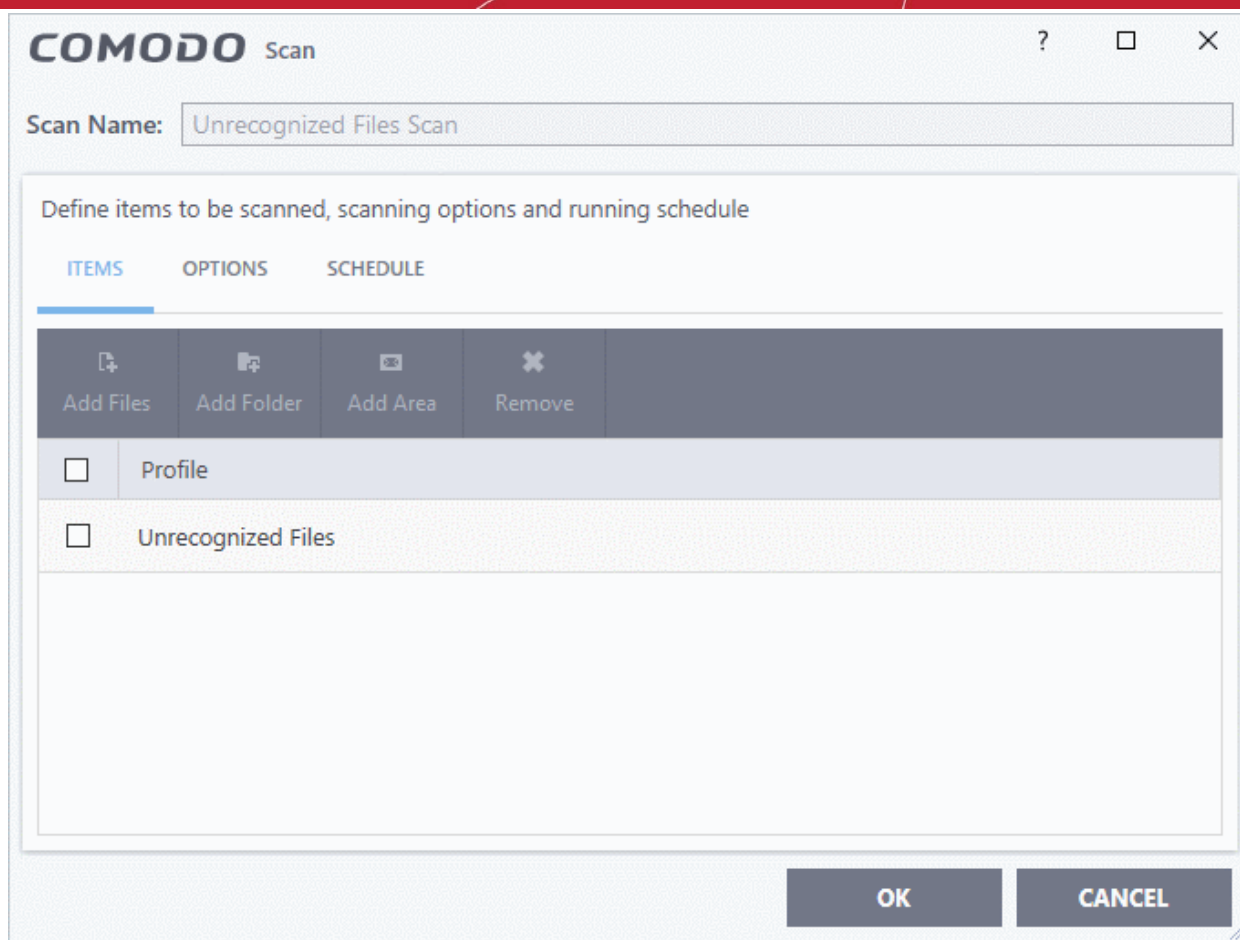 COMODO Scan ?
Scan Name: Unrecognized Files Scan
Define items to be scanned, scanning options and running schedule
ITEMS OPTIONS SCHEDULE
Add Files Add Folder Add Area Remove
Profile
Unrecognized Files
OK CANCEL